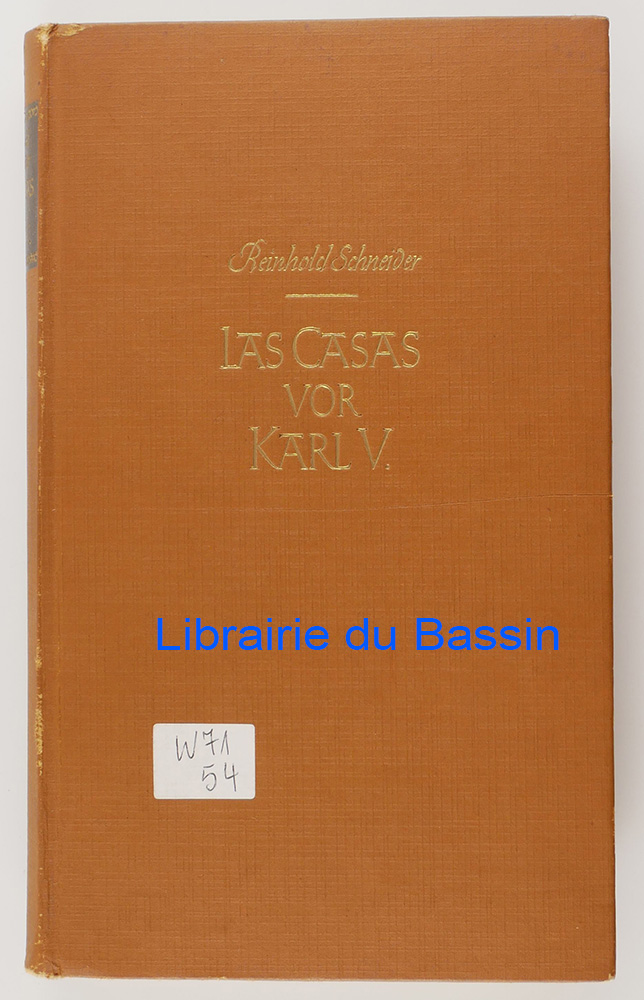 Reinhold Schneider
LAS CASAS
VOR
KARL V.
Librairie du Bassin
W71
54